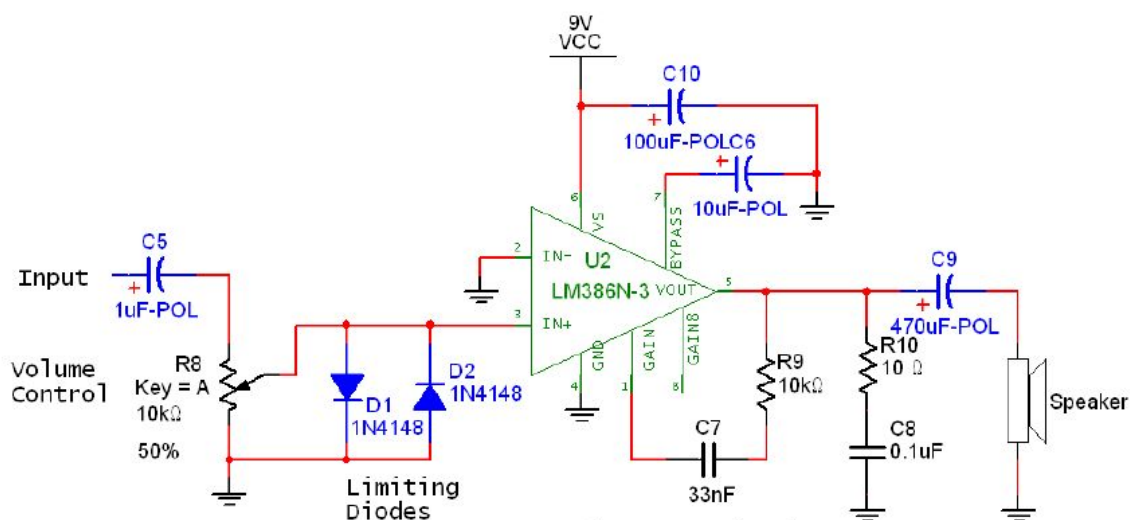 9V
VCC
C10
100uF-POL
C6
10uF-POL
6
VS
7
BYPASS
C5
Input
1uF-POL
2
IN-
U2
LM386N-3
VOUT
5
C9
470uF-POL
3
IN+
GND
4
GAIN
1
GAIN8
8
R8
Key = A
10kΩ
50%
Volume
Control
D1
1N4148
D2
1N4148
Limiting
Diodes
R9
10kΩ
R10
10 Ω
C7
33nF
C8
0.1uF
Speaker